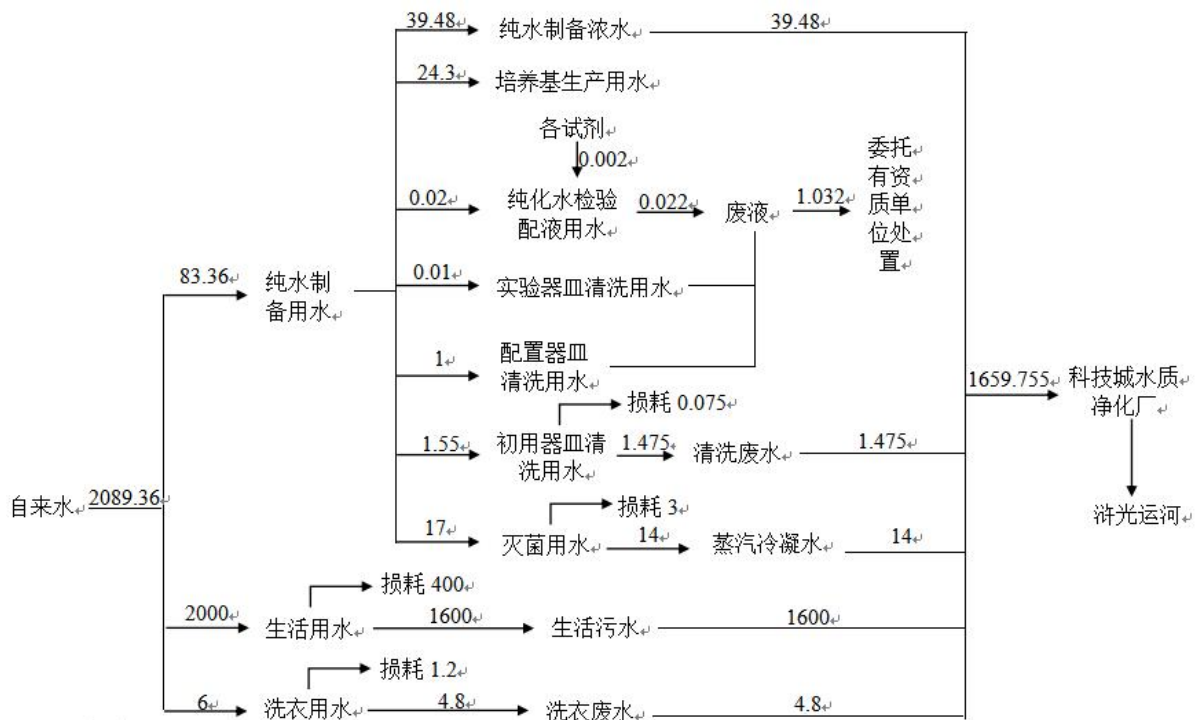 39.48
纯水制备浓水
39.48
24.3
培养基生产用水
各试剂
0.002
委托
有资
质单
位处
置
0.02
纯化水检验
配液用水
0.022
废液
1.032
83.36
纯水制
备用水
0.01
实验器皿清洗用水
1
配置器皿
清洗用水
损耗 0.075
1659.755
科技城水质
净化厂
1.55
初用器皿清
洗用水
1.475
清洗废水
1.475
自来水
2089.36
损耗 3
浒光运河
17
灭菌用水
14
蒸汽冷凝水
14
损耗 400
2000
生活用水
1600
生活污水
1600
损耗 1.2
6
洗衣用水
4.8
洗衣废水
4.8